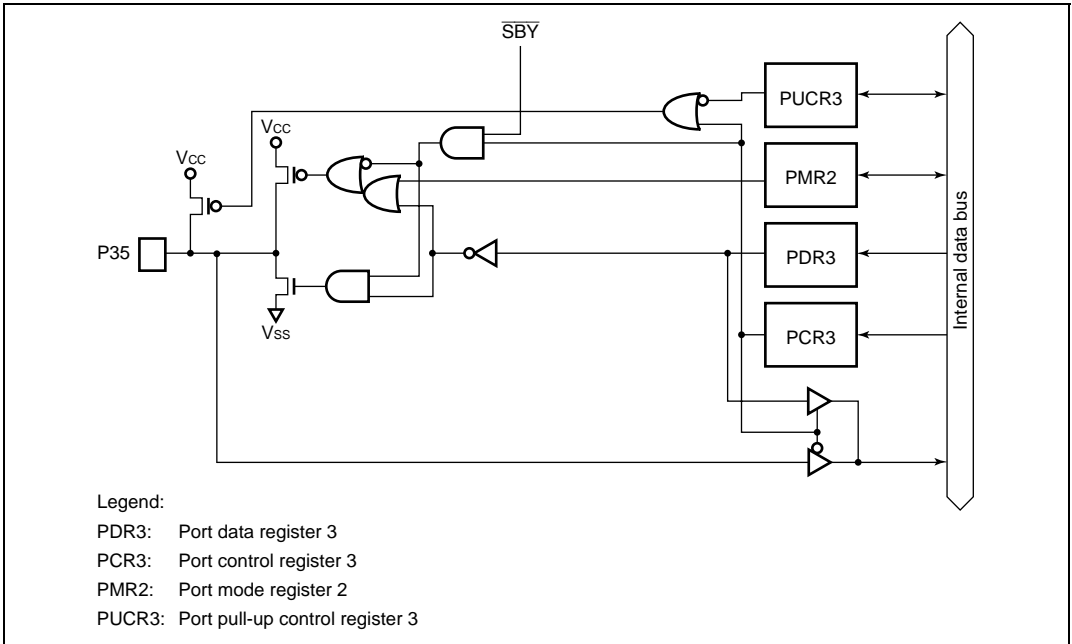 SBY
PUCR3
VCC
VCC
PMR2
P35
PDR3
VSS
PCR3
Internal data bus
Legend:
PDR3: Port data register 3
PCR3: Port control register 3
PMR2: Port mode register 2
PUCR3: Port pull-up control register 3